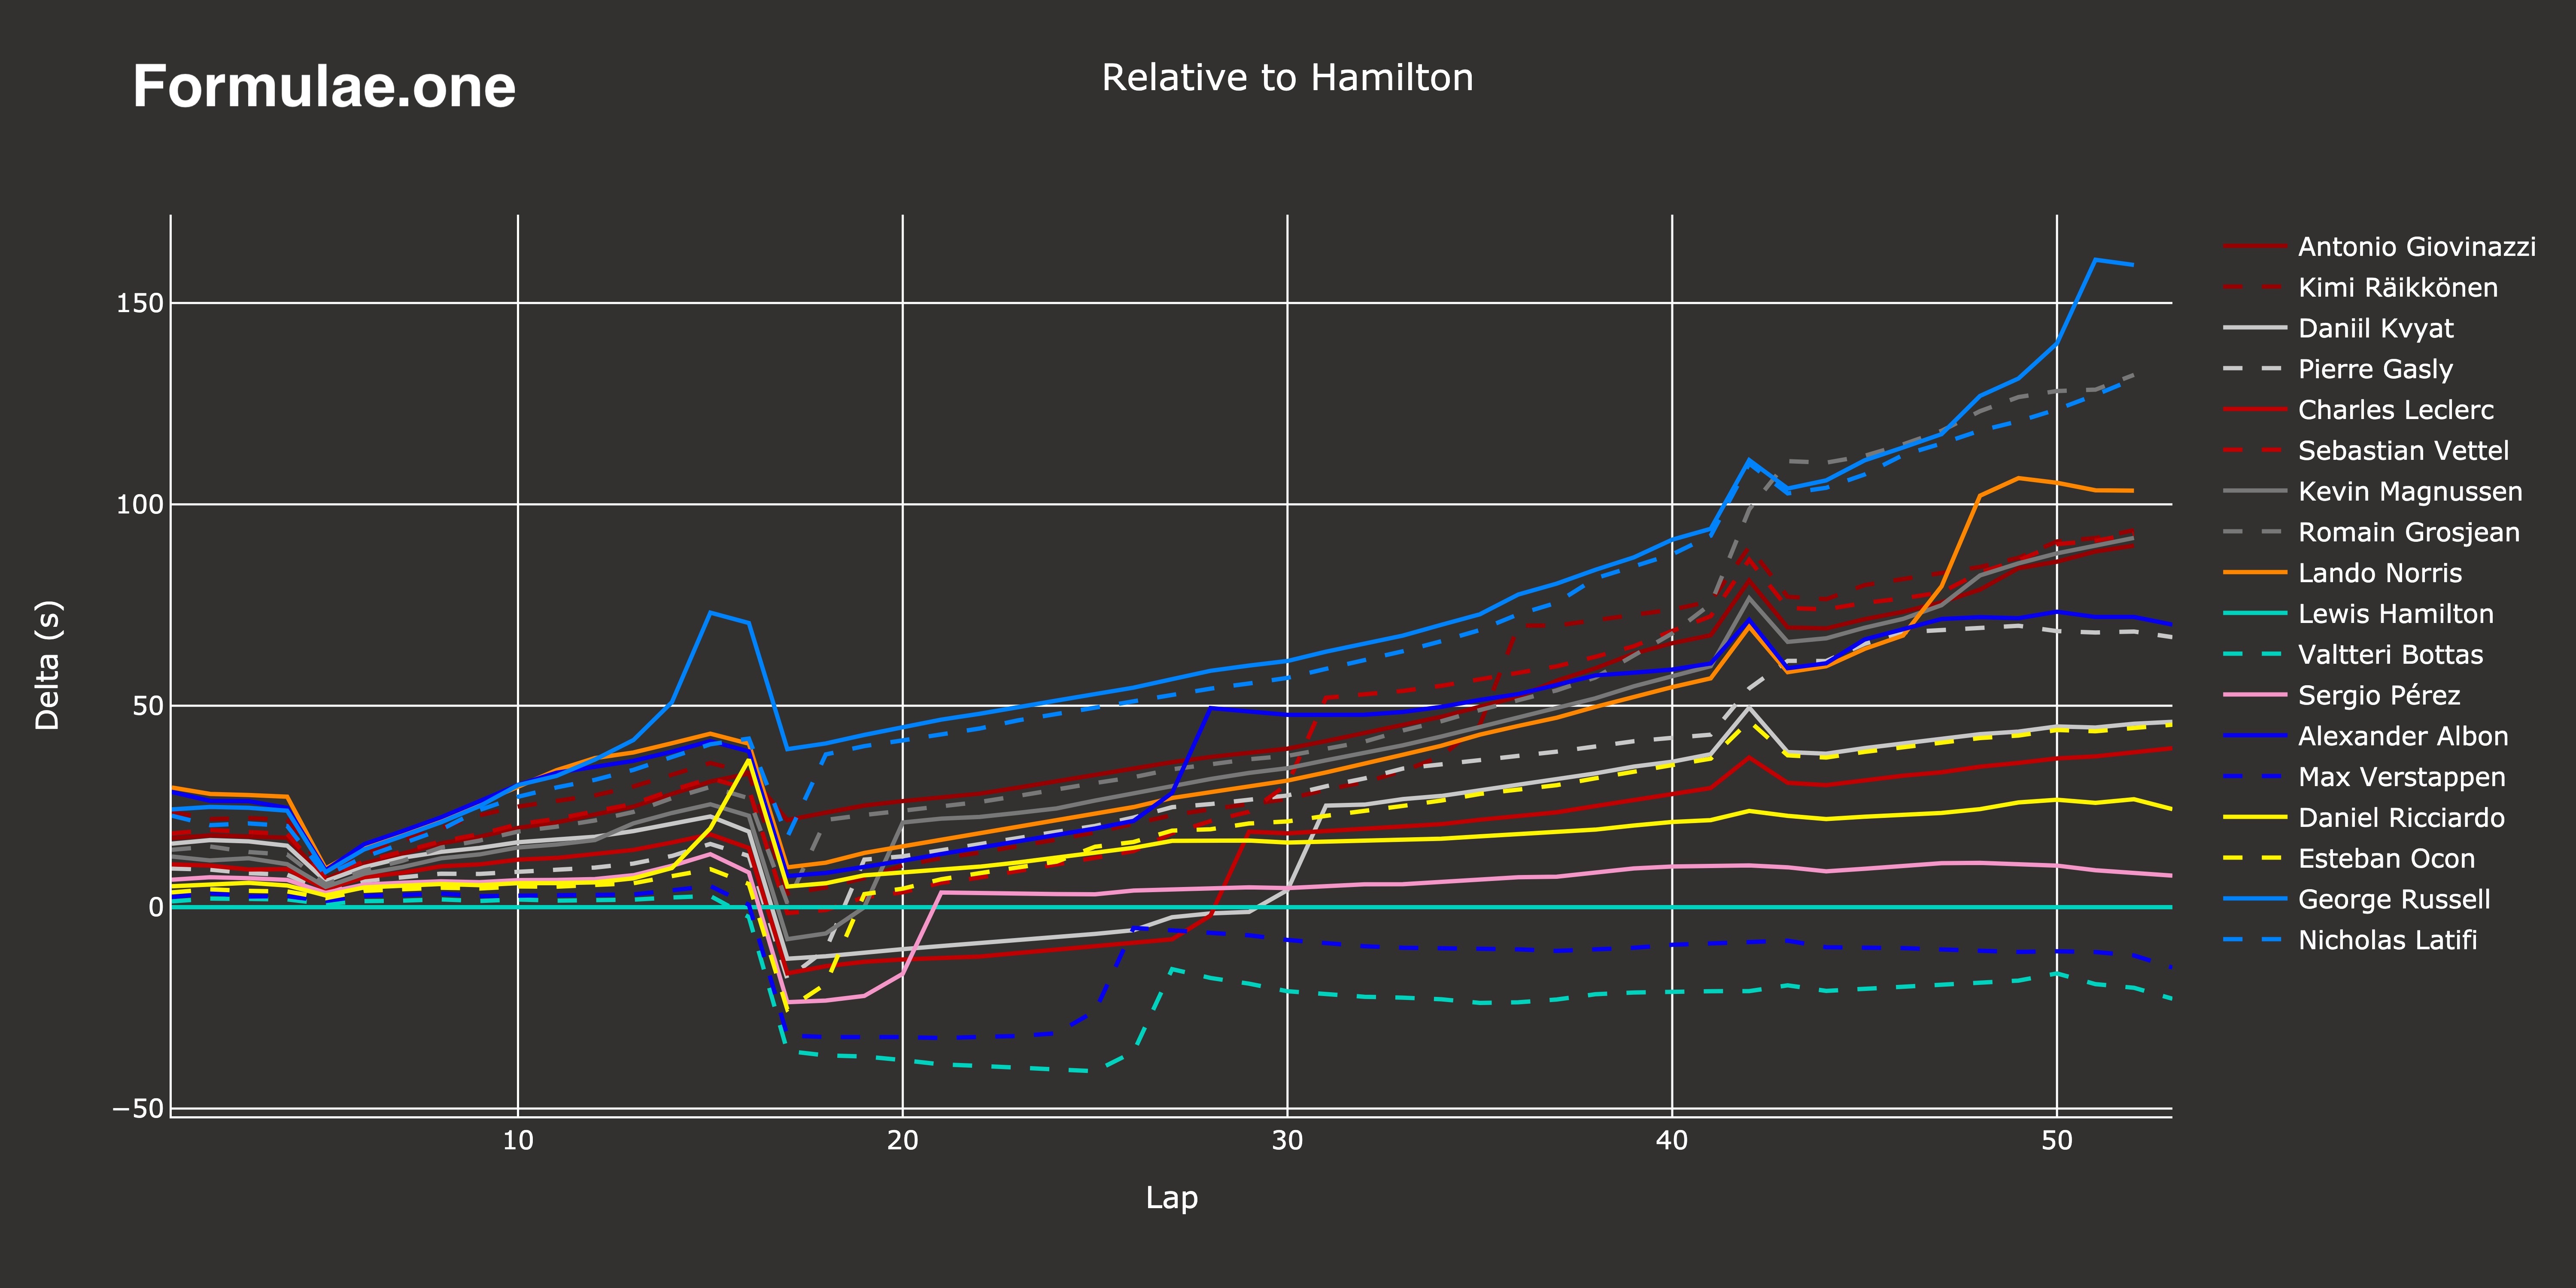 Formulae.one
Relative to Hamilton
Delta (s)
150
100
50
0
−50
10
20
30
40
50
Lap
Antonio Giovinazzi
Kimi Räikkönen
Daniil Kvyat
Pierre Gasly
Charles Leclerc
Sebastian Vettel
Kevin Magnussen
Romain Grosjean
Lando Norris
Lewis Hamilton
Valtteri Bottas
Sergio Pérez
Alexander Albon
Max Verstappen
Daniel Ricciardo
Esteban Ocon
George Russell
Nicholas Latifi